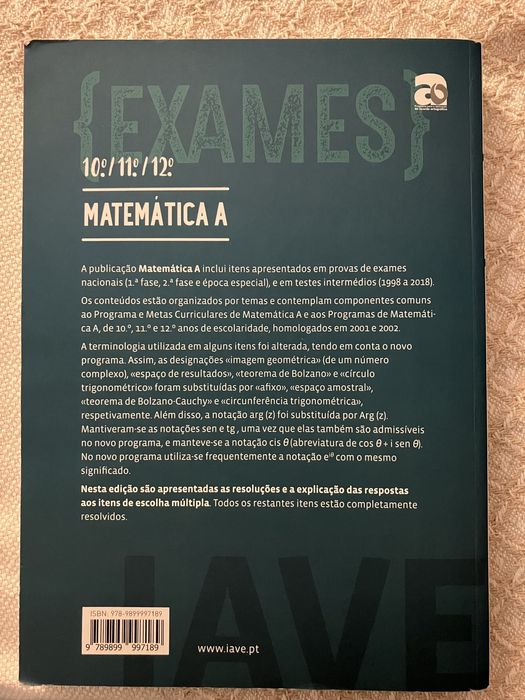 {EXAMES}
ao
10.º/11.º/12.º
MATEMÁTICA A
A publicação Matemática A inclui itens apresentados em provas de exames
nacionais (1.ª fase, 2.ª fase e época especial), e em testes intermédios (1998 a 2018).
Os conteúdos estão organizados por temas e contemplam componentes comuns
ao Programa e Metas Curriculares de Matemática A e aos Programas de Matemáti-
ca A, de 10.º, 11.º e 12.º anos de escolaridade, homologados em 2001 e 2002.
A terminologia utilizada em alguns itens foi alterada, tendo em conta o novo
programa. Assim, as designações «imagem geométrica» (de um número
complexo), «espaço de resultados», «teorema de Bolzano» e «círculo
trigonométrico» foram substituídas por «afixo», «espaço amostral»,
«teorema de Bolzano-Cauchy» e «circunferência trigonométrica»,
respetivamente. Além disso, a notação arg (z) foi substituída por Arg (z).
Mantiveram-se as notações sen e tg , uma vez que elas também são admissíveis
no novo programa, e manteve-se a notação cis θ (abreviatura de cos θ + i sen θ).
No novo programa utiliza-se frequentemente a notação e^iθ com o mesmo
significado.
Nesta edição são apresentadas as resoluções e a explicação das respostas
aos itens de escolha múltipla. Todos os restantes itens estão completamente
resolvidos.
IAVE
ISBN: 978-9899997189
9 789899 997189
www.iave.pt